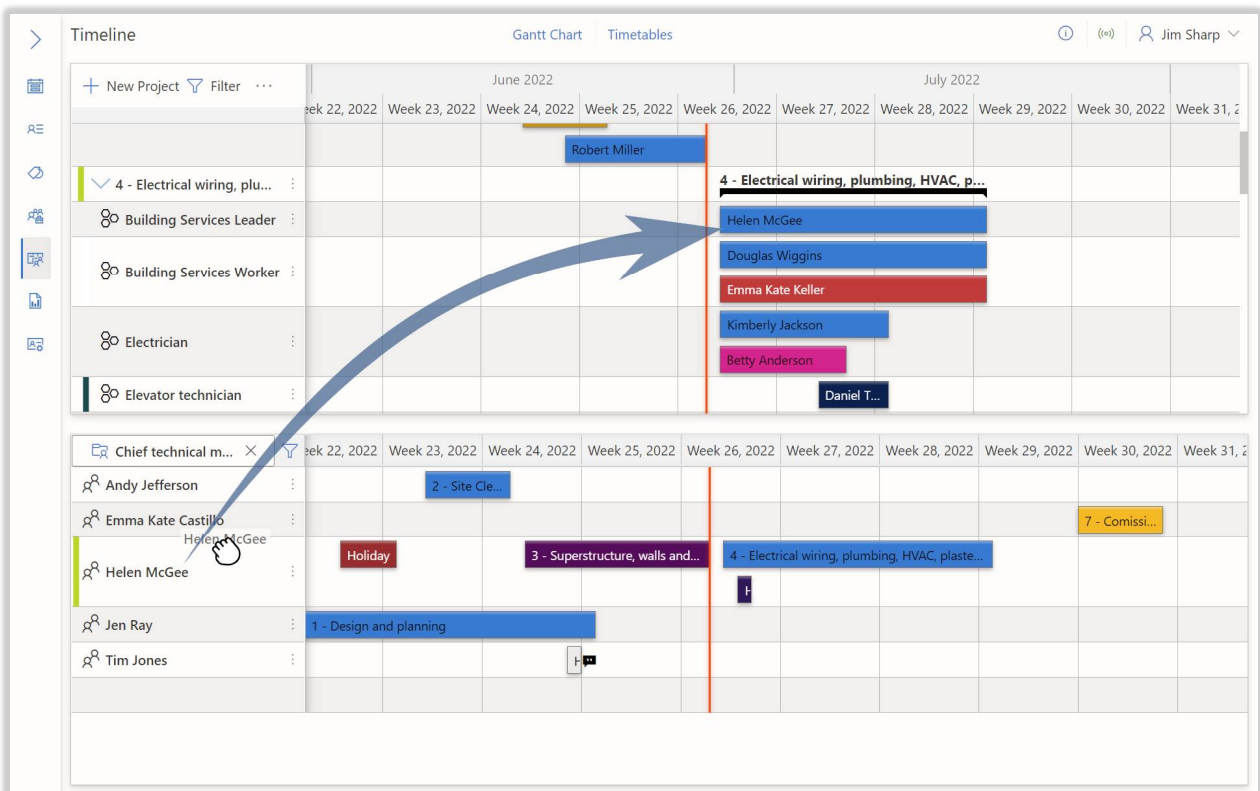 Timeline
Gantt Chart
Timetables
Jim Sharp
New Project
Filter
June 2022
July 2022
eek 22, 2022 Week 23, 2022 Week 24, 2022 Week 25, 2022 Week 26, 2022 Week 27, 2022 Week 28, 2022 Week 29, 2022 Week 30, 2022 Week 31, 2
Robert Miller
4 - Electrical wiring, plu...
4 - Electrical wiring, plumbing, HVAC, p...
Building Services Leader
Helen McGee
Building Services Worker
Douglas Wiggins
Emma Kate Keller
Electrician
Kimberly Jackson
Betty Anderson
Elevator technician
Daniel T...
Chief technical m...
eek 22, 2022 Week 23, 2022 Week 24, 2022 Week 25, 2022 Week 26, 2022 Week 27, 2022 Week 28, 2022 Week 29, 2022 Week 30, 2022 Week 31, 2
Andy Jefferson
2 - Site Cle...
Emma Kate Castillo
7 - Comissi...
Helen McGee
Holiday
3 - Superstructure, walls and...
4 - Electrical wiring, plumbing, HVAC, plaste...
Helen McGee
H
Jen Ray
1 - Design and planning
Tim Jones
H